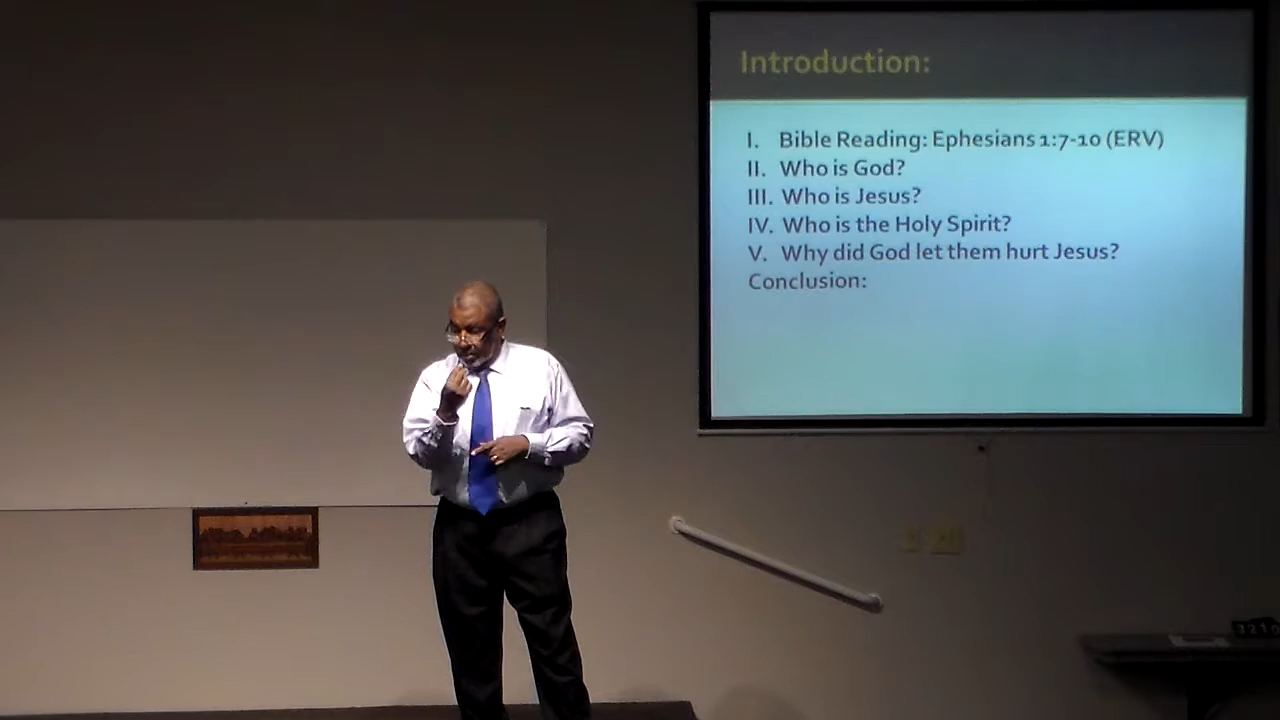 Introduction:
I. Bible Reading: Ephesians 1:7-10 (ERV)
II. Who is God?
III. Who is Jesus?
IV. Who is the Holy Spirit?
V. Why did God let them hurt Jesus?
Conclusion: